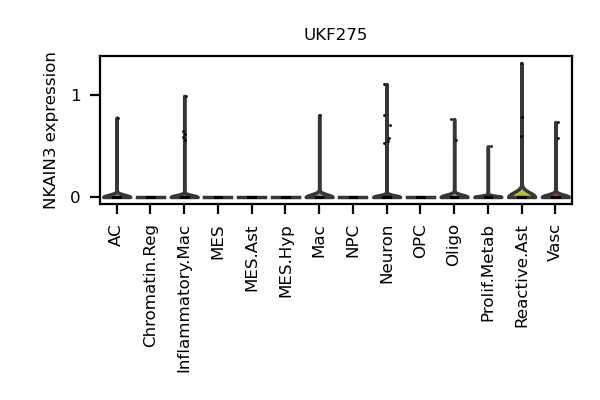 UKF275
NKAIN3 expression
1
0
AC
Chromatin.Reg
Inflammatory.Mac
MES
MES.Ast
MES.Hyp
Mac
NPC
Neuron
OPC
Oligo
Prolif.Metab
Reactive.Ast
Vasc